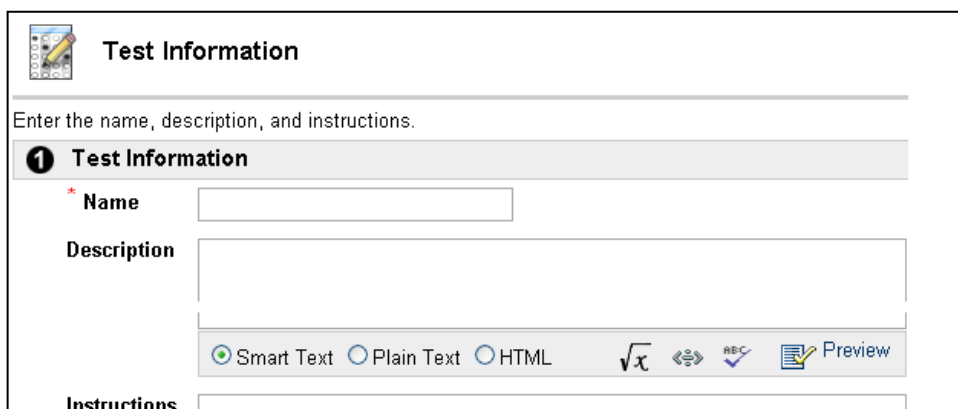 Test Information
Enter the name, description, and instructions.
1 Test Information
* Name
Description
Smart Text Plain Text HTML √x ABC Preview
Instructions